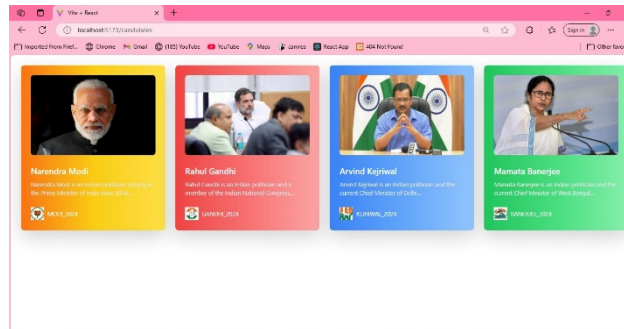 Vite + React
localhost:5173/candidates
Sign in
Imported From Firef... Chrome Gmail (185) YouTube YouTube Maps canvez React App 404 Not Found Other favo
Narendra Modi
Narendra Modi is an Indian politician serving as
the Prime Minister of India since 2014...
MODI_2024
Rahul Gandhi
Rahul Gandhi is an Indian politician and a
member of the Indian National Congress...
GANDHI_2024
Arvind Kejriwal
Arvind Kejriwal is an Indian politician and the
current Chief Minister of Delhi...
KEJRIWAL_2024
Mamata Banerjee
Mamata Banerjee is an Indian politician and the
current Chief Minister of West Bengal...
BANERJEE_2024